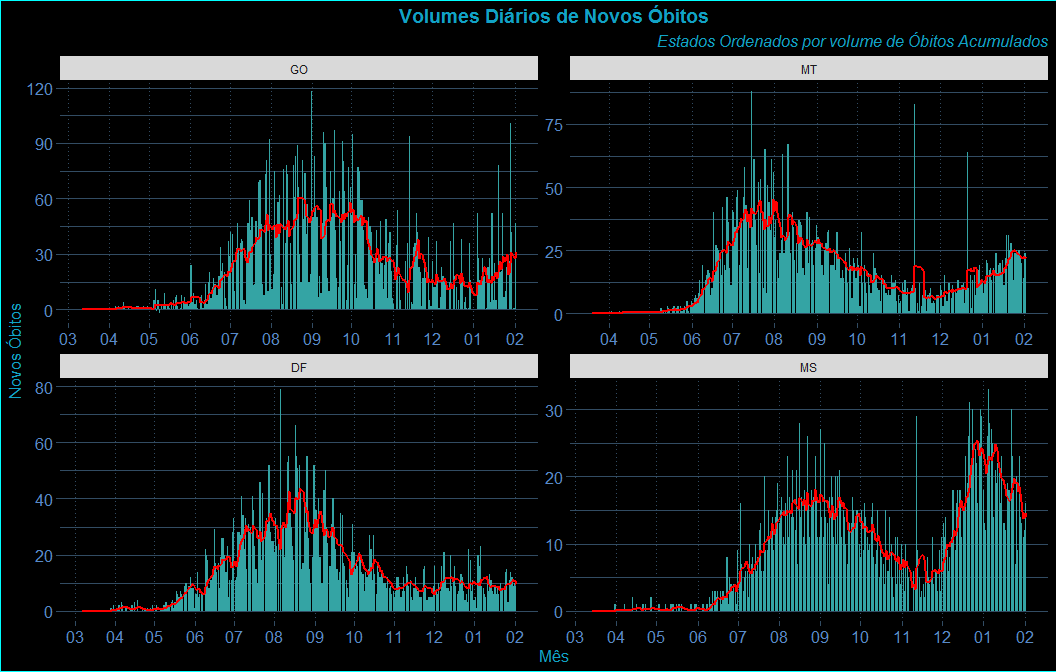 Volumes Diários de Novos Óbitos
Estados Ordenados por volume de Óbitos Acumulados
GO
120
90
60
30
0
03 04 05 06 07 08 09 10 11 12 01 02
MT
75
50
25
0
04 05 06 07 08 09 10 11 12 01 02
Novos Óbitos
DF
80
60
40
20
0
03 04 05 06 07 08 09 10 11 12 01 02
MS
30
20
10
0
03 04 05 06 07 08 09 10 11 12 01 02
Mês